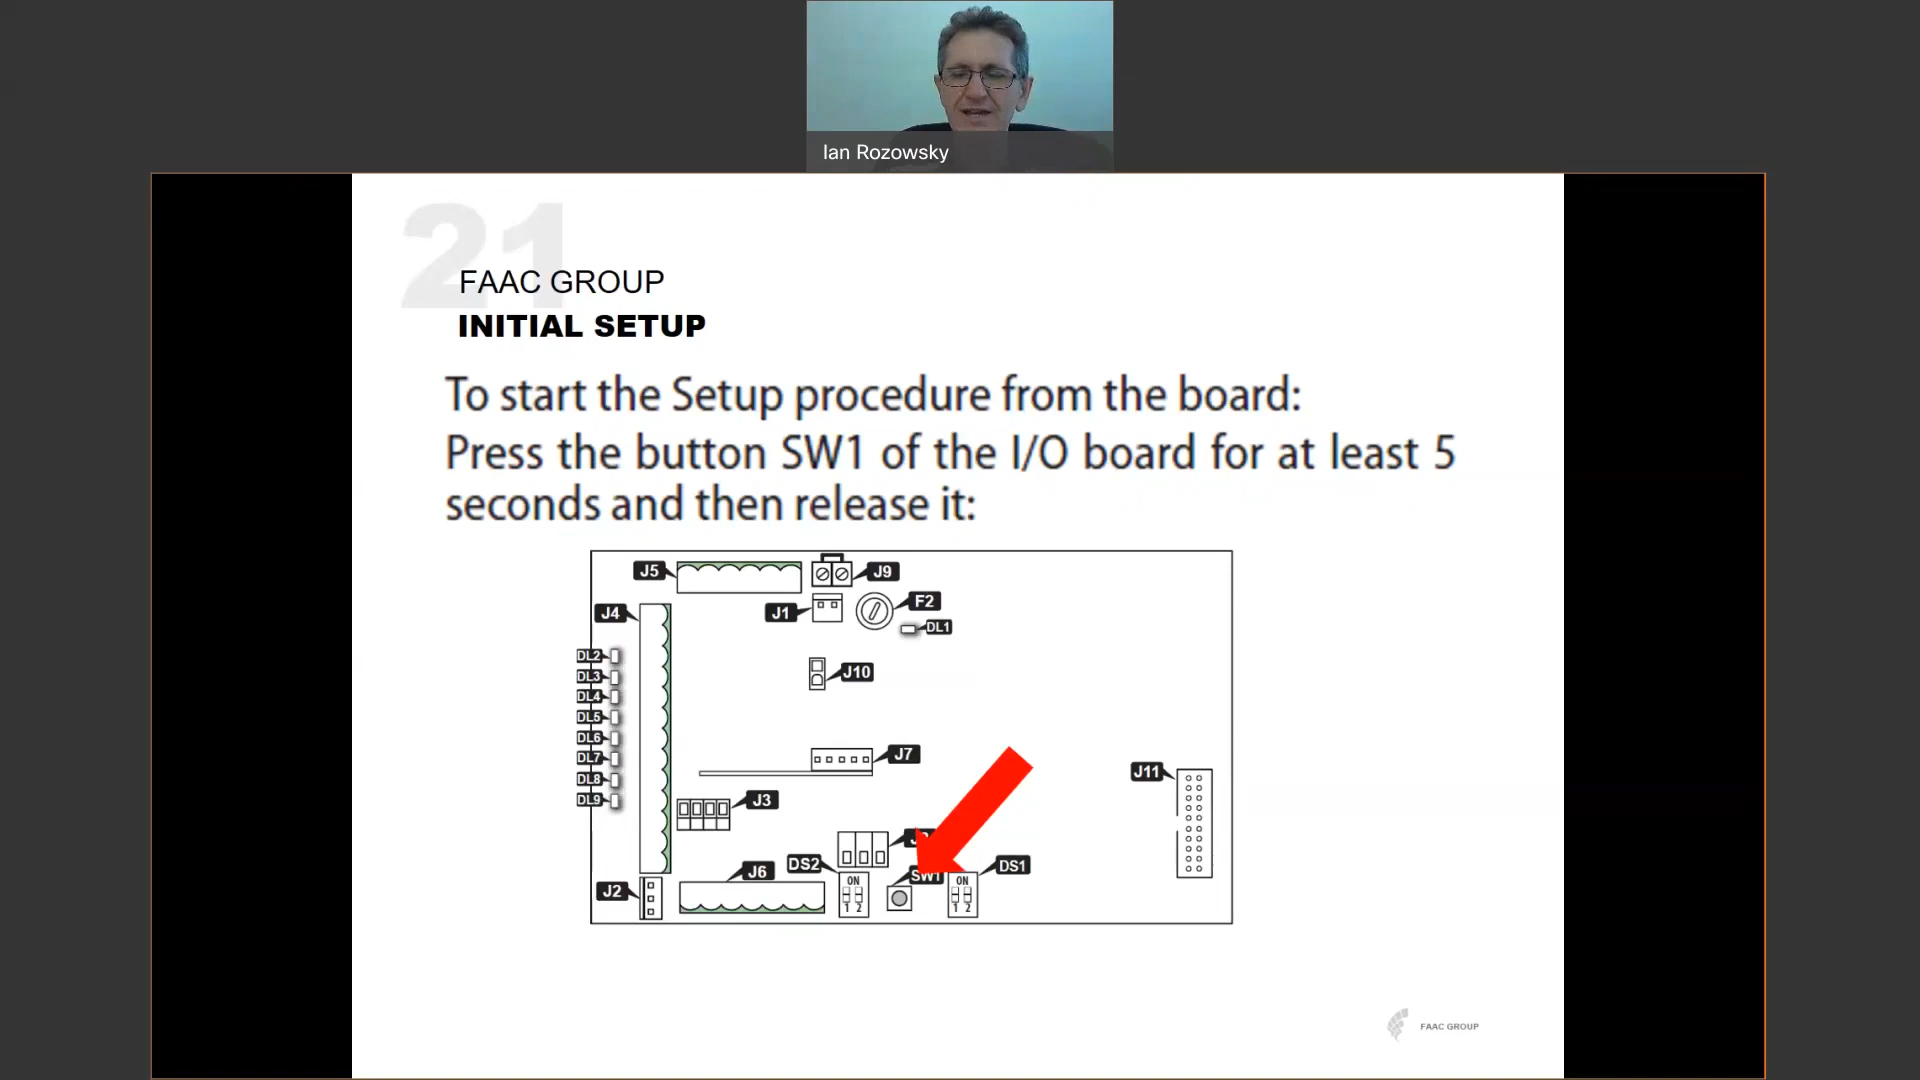 Ian Rozowsky
21
FAAC GROUP
INITIAL SETUP
To start the Setup procedure from the board:
Press the button SW1 of the I/O board for at least 5
seconds and then release it:
J5
J9
J4
J1
F2
DL1
DL2
DL3
DL4
DL5
DL6
DL7
DL8
DL9
J10
J7
J11
J3
DS2
DS1
J6
SW1
J2
ON
1 2
ON
1 2
FAAC GROUP